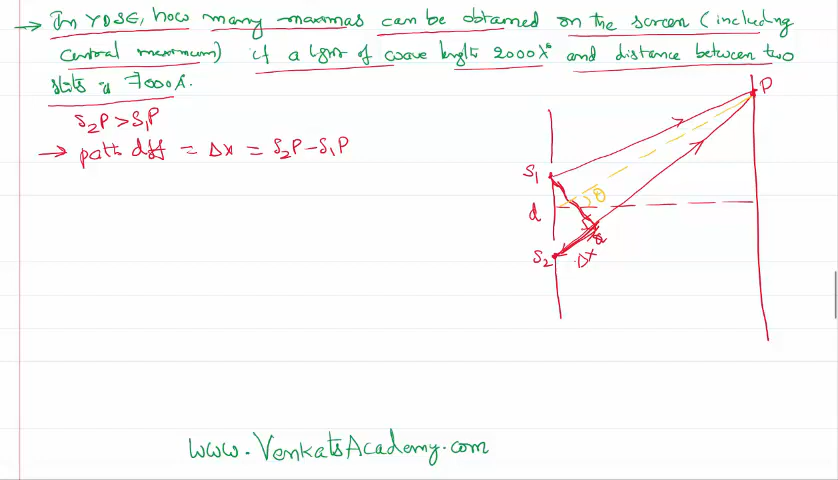 → In YDSE, how many maximas can be obtained on the screen (including
central maximum) if a light of wave length 2000 A° and distance between two
slits is 7000 A.
S2P > S1P
→ path diff = Δx = S2P – S1P
P
S1
θ
d
S2
Δx
www.VenkatsAcademy.com